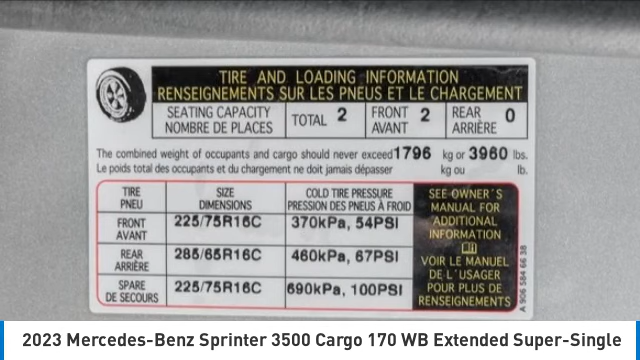 TIRE AND LOADING INFORMATION
RENSEIGNEMENTS SUR LES PNEUS ET LE CHARGEMENT
SEATING CAPACITY
NOMBRE DE PLACES
TOTAL 2
FRONT
AVANT 2
REAR
ARRIÈRE 0
The combined weight of occupants and cargo should never exceed 1796 kg or 3960 lbs.
Le poids total des occupants et du chargement ne doit jamais dépasser kg ou lb.
TIRE
PNEU
SIZE
DIMENSIONS
COLD TIRE PRESSURE
PRESSION DES PNEUS À FROID
FRONT
AVANT
225/75R16C
370kPa, 54PSI
REAR
ARRIÈRE
285/65R16C
460kPa, 67PSI
SPARE
DE SECOURS
225/75R16C
690kPa, 100PSI
SEE OWNER'S
MANUAL FOR
ADDITIONAL
INFORMATION
VOIR LE MANUEL
DE L'USAGER
POUR PLUS DE
RENSEIGNEMENTS
A 906 584 66 38
2023 Mercedes-Benz Sprinter 3500 Cargo 170 WB Extended Super-Single